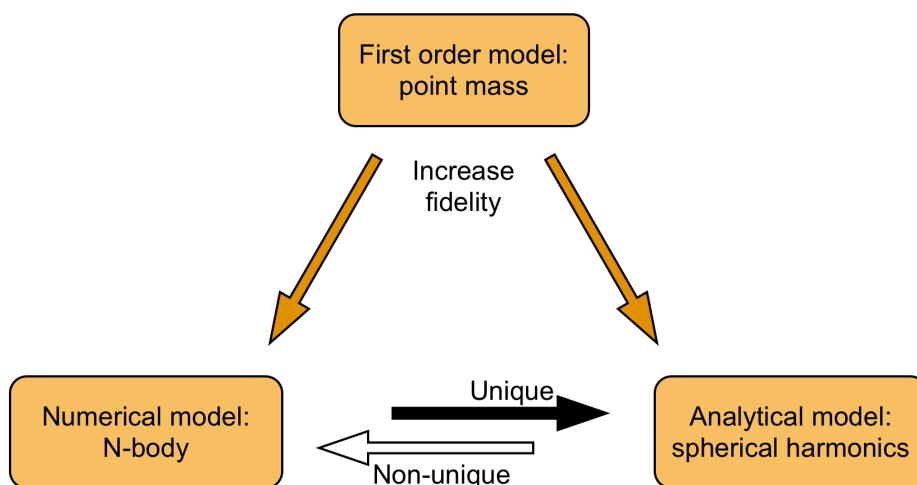 First order model:
point mass
Increase
fidelity
Unique
Numerical model:
N-body
Analytical model:
spherical harmonics
Non-unique